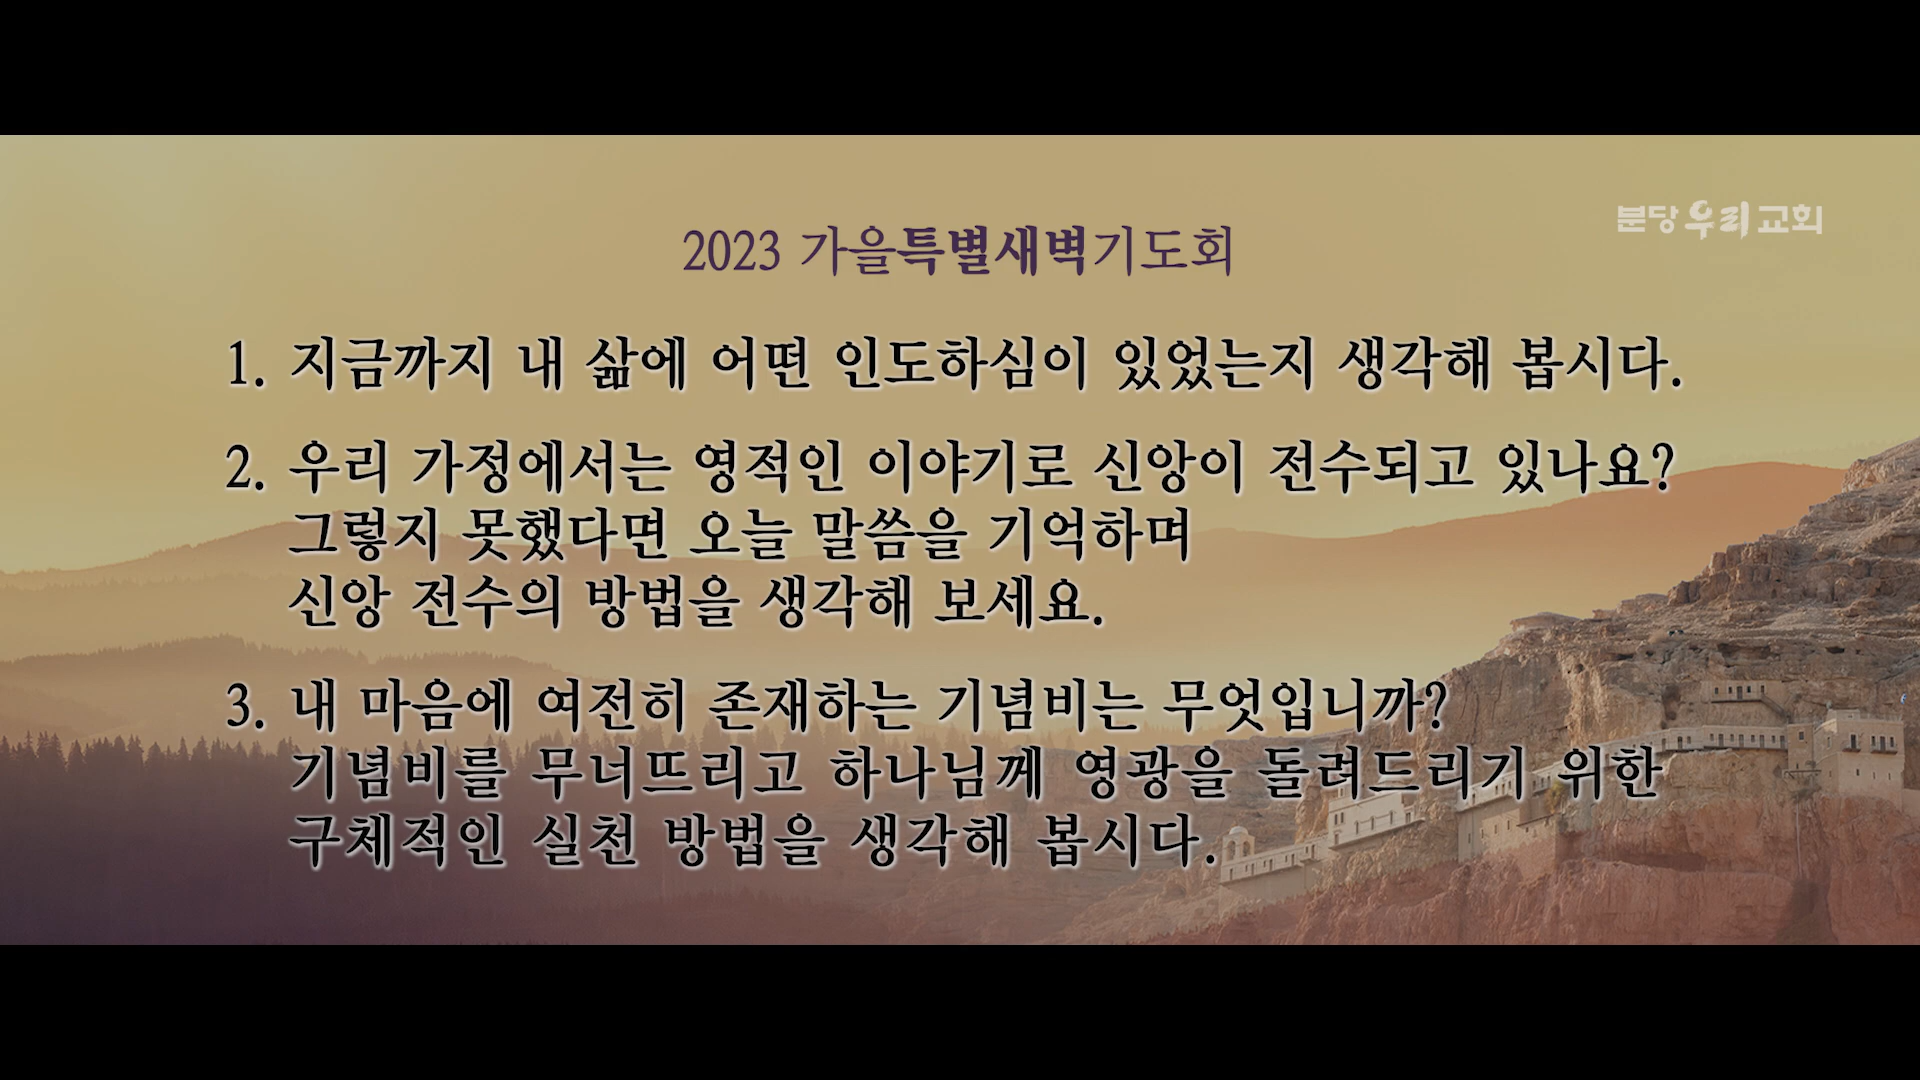 분당우리교회
2023 가을특별새벽기도회
1. 지금까지 내 삶에 어떤 인도하심이 있었는지 생각해 봅시다.
2. 우리 가정에서는 영적인 이야기로 신앙이 전수되고 있나요?
그렇지 못했다면 오늘 말씀을 기억하며
신앙 전수의 방법을 생각해 보세요.
3. 내 마음에 여전히 존재하는 기념비는 무엇입니까?
기념비를 무너뜨리고 하나님께 영광을 돌려드리기 위한
구체적인 실천 방법을 생각해 봅시다.